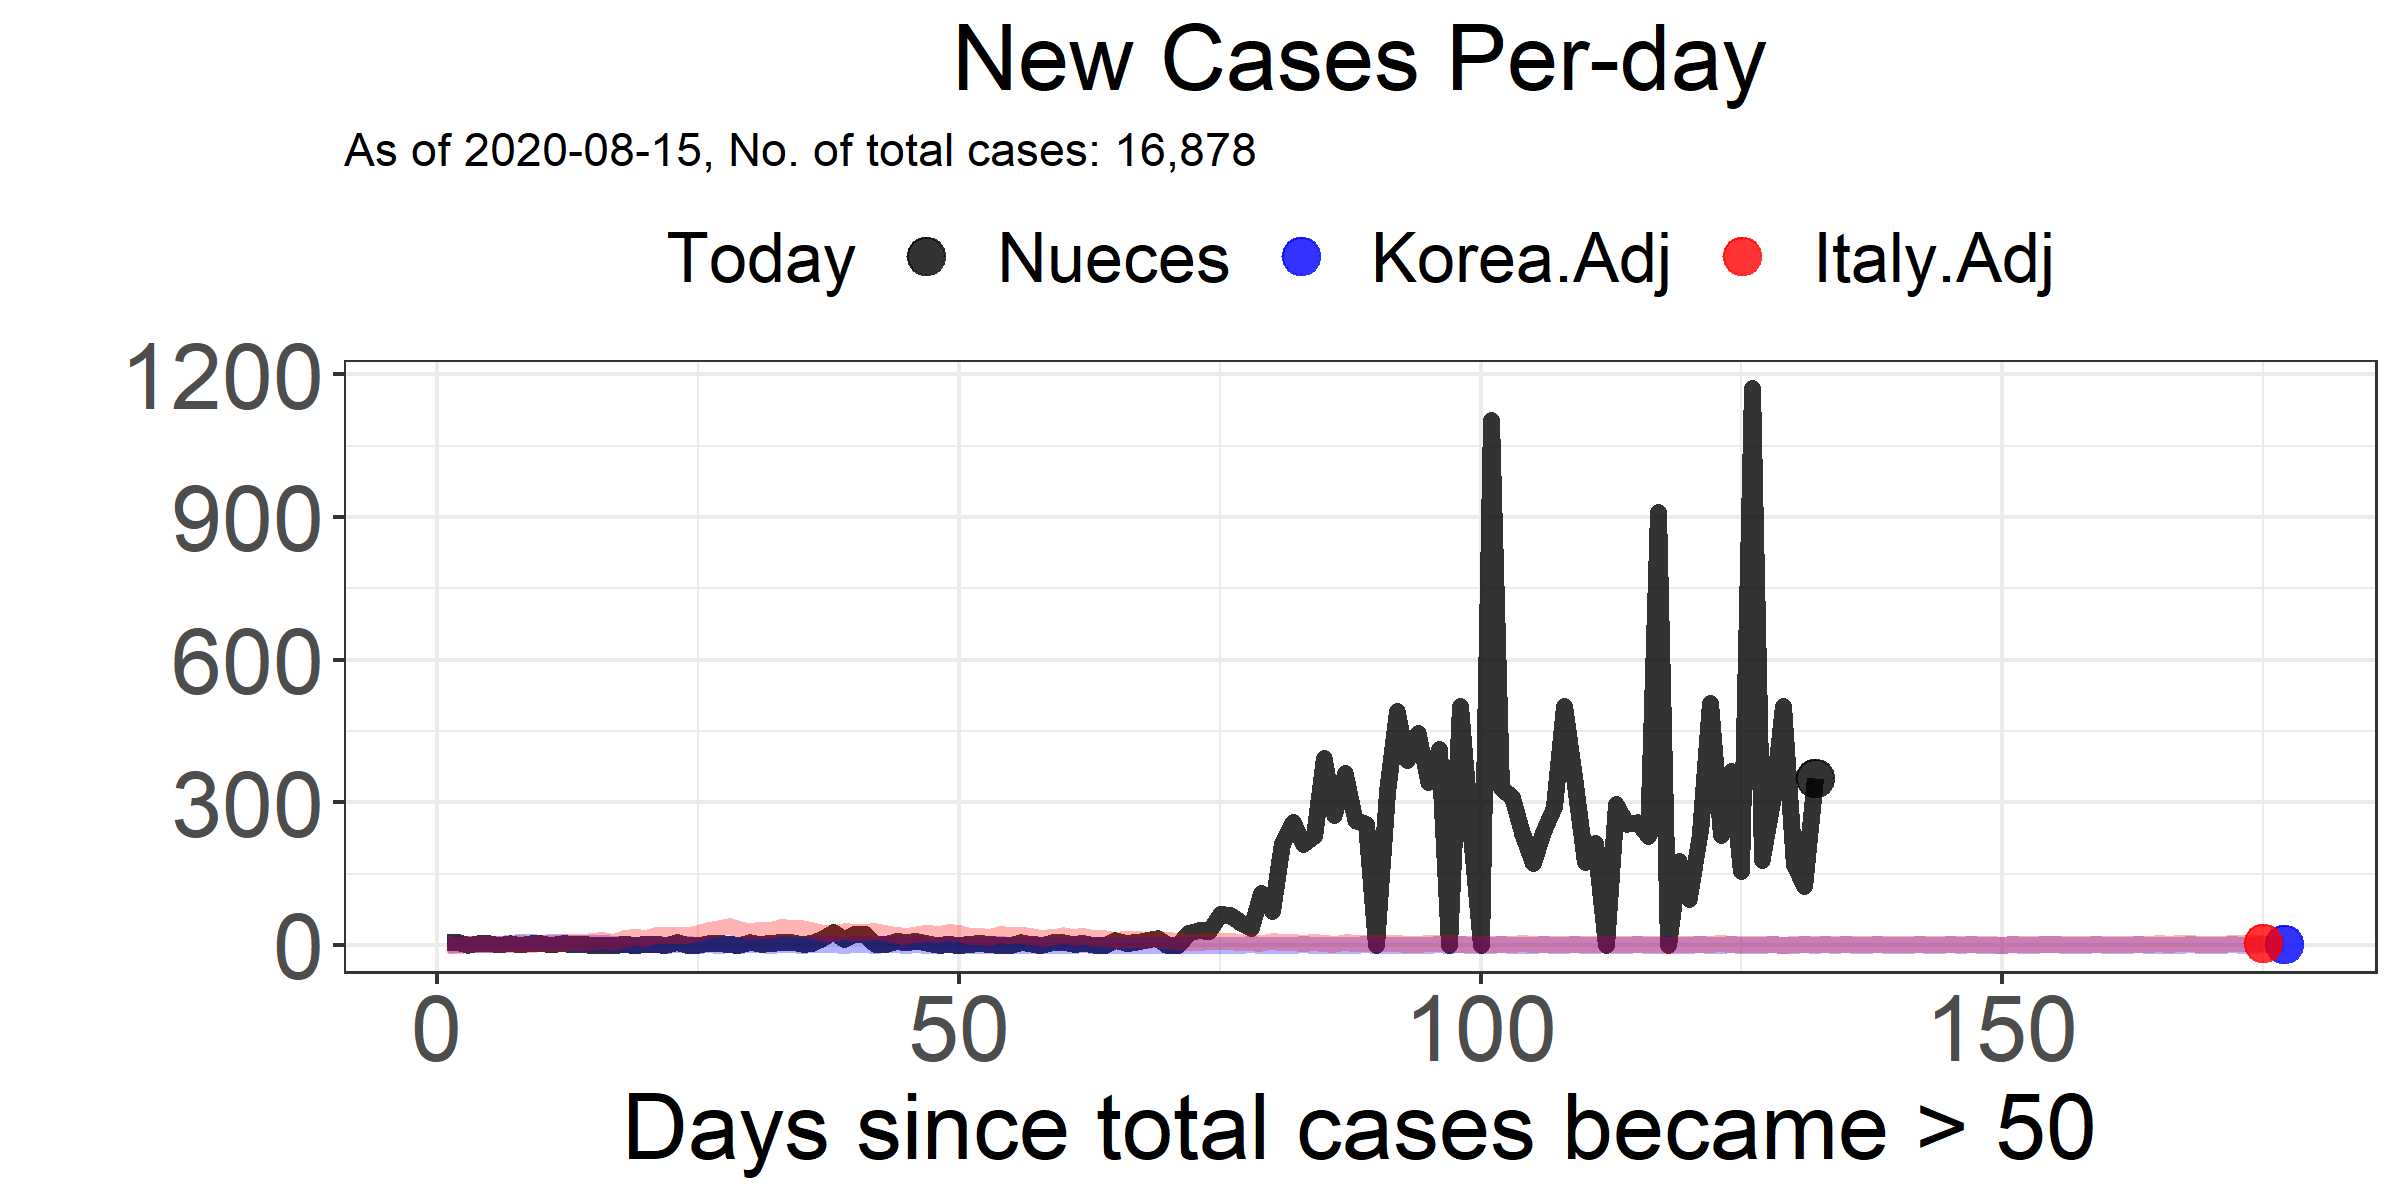 New Cases Per-day
As of 2020-08-15, No. of total cases: 16,878
Today Nueces Korea.Adj Italy.Adj
1200
900
600
300
0
0 50 100 150
Days since total cases became > 50